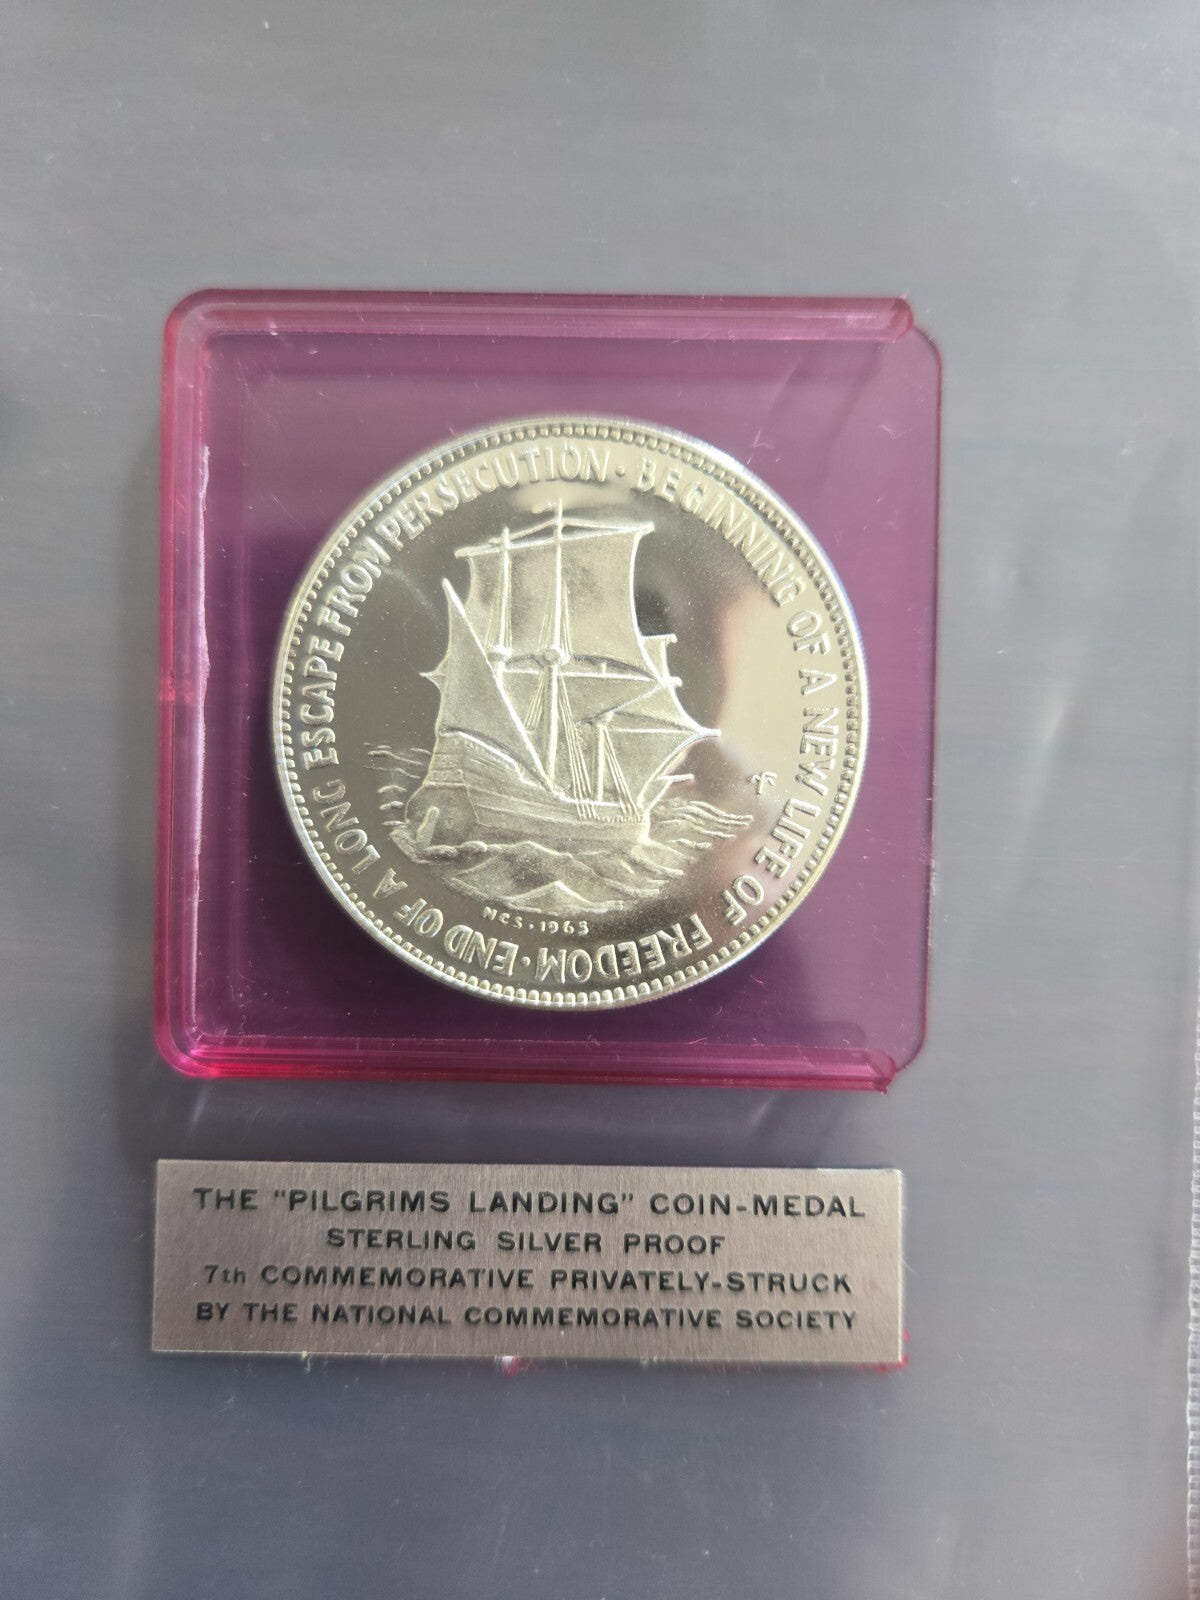 END OF A LONG ESCAPE FROM PERSECUTION · BEGINNING OF A NEW LIFE OF FREEDOM ·
NCS · 1963
THE "PILGRIMS LANDING" COIN-MEDAL
STERLING SILVER PROOF
7th COMMEMORATIVE PRIVATELY-STRUCK
BY THE NATIONAL COMMEMORATIVE SOCIETY